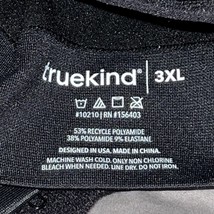 truekind® | 3XL
#10210 | RN #156403
53% RECYCLE POLYAMIDE
38% POLYAMIDE 9% ELASTANE
DESIGNED IN USA. MADE IN CHINA.
MACHINE WASH COLD. ONLY NON CHLORINE
BLEACH WHEN NEEDED. LINE DRY. DO NOT IRON.